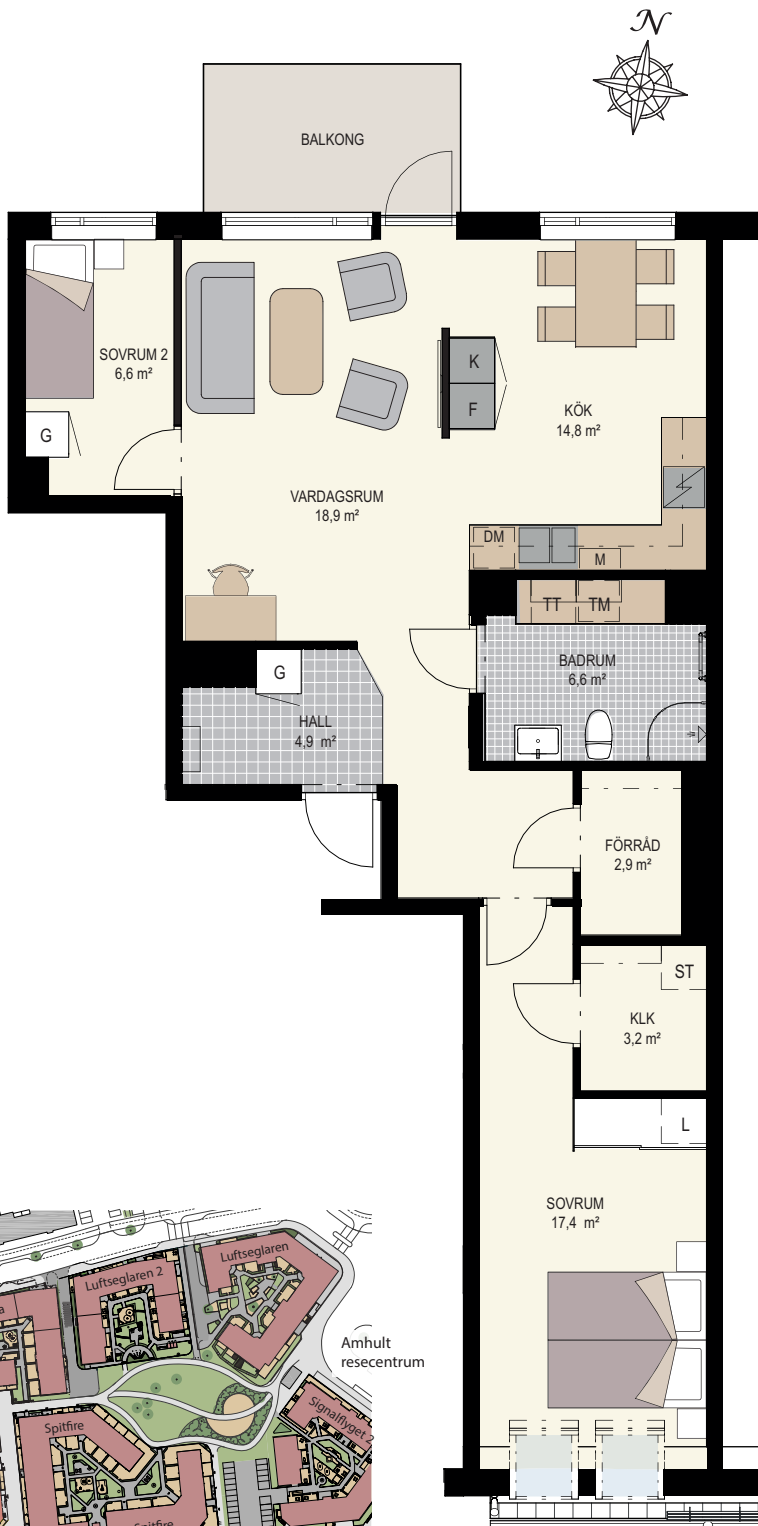 N
BALKONG
SOVRUM 2
6,6 m²
G
K
F
KÖK
14,8 m²
VARDAGSRUM
18,9 m²
DM
M
TT
TM
BADRUM
6,6 m²
G
HALL
4,9 m²
FÖRRÅD
2,9 m²
ST
KLK
3,2 m²
L
SOVRUM
17,4 m²
Luftseglaren
Luftseglaren 2
a
Amhult
resecentrum
Spitfire
Signalflyget 2
Spitfire